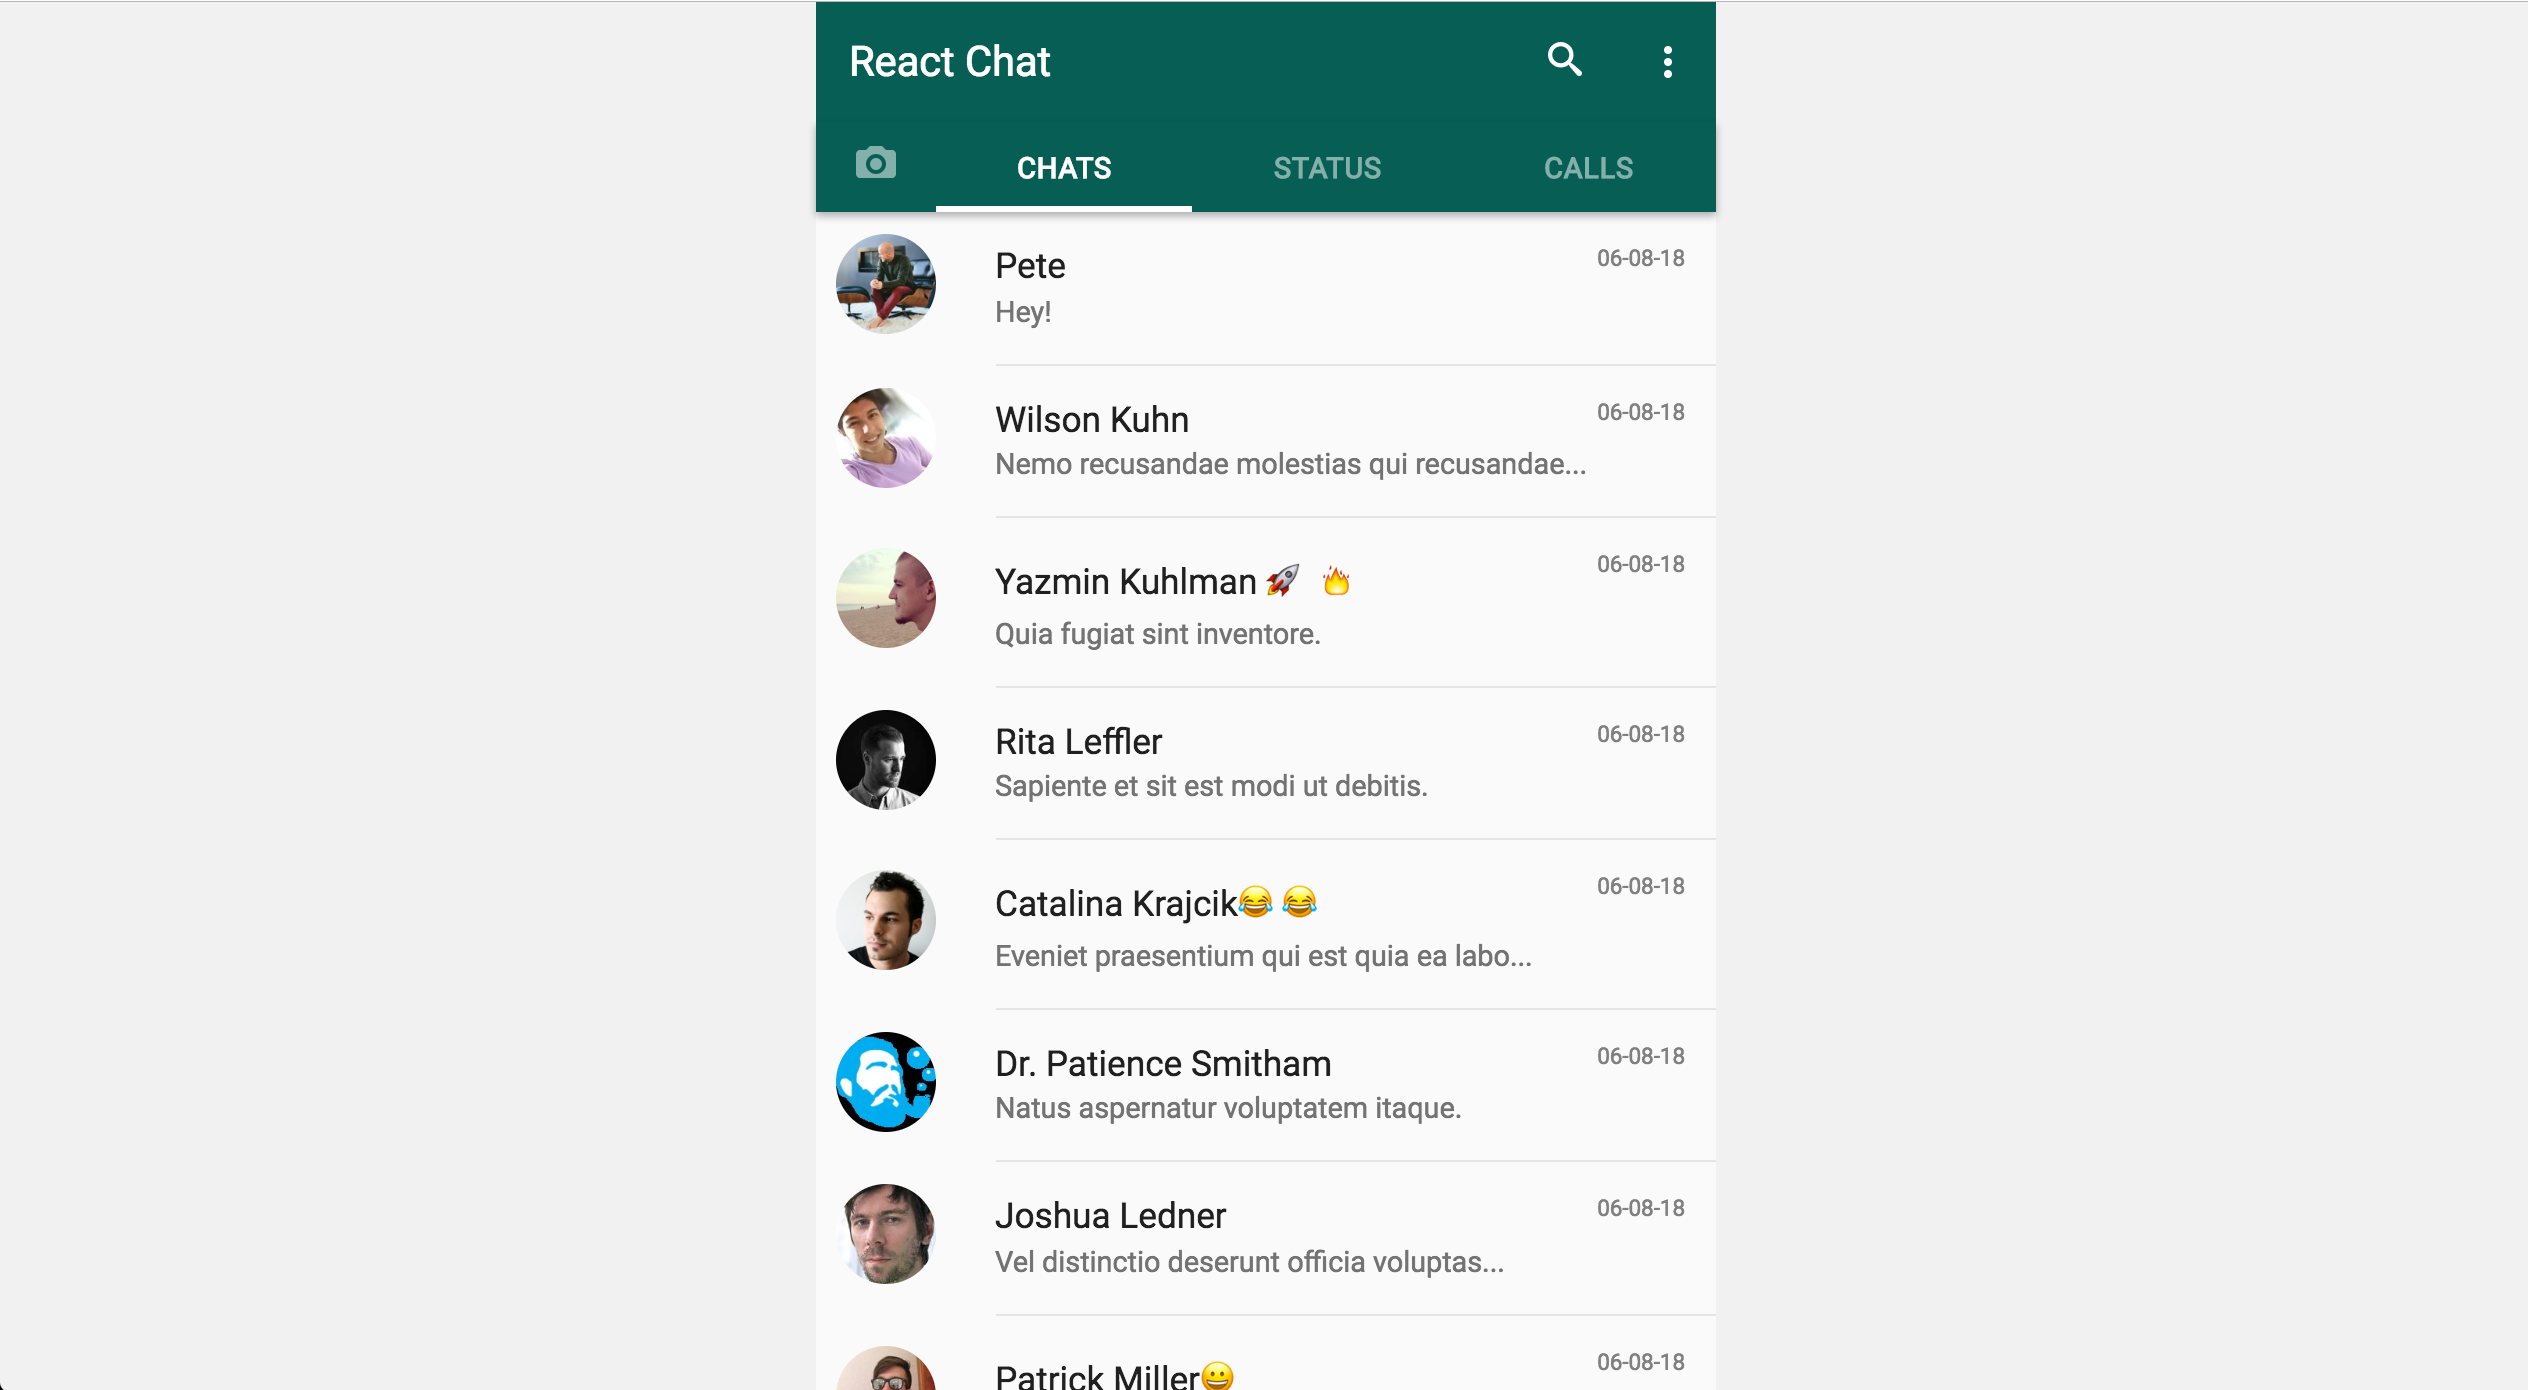 React Chat
CHATS STATUS CALLS
Pete 06-08-18
Hey!
Wilson Kuhn 06-08-18
Nemo recusandae molestias qui recusandae...
Yazmin Kuhlman 🚀 🔥 06-08-18
Quia fugiat sint inventore.
Rita Leffler 06-08-18
Sapiente et sit est modi ut debitis.
Catalina Krajcik😂 😂 06-08-18
Eveniet praesentium qui est quia ea labo...
Dr. Patience Smitham 06-08-18
Natus aspernatur voluptatem itaque.
Joshua Ledner 06-08-18
Vel distinctio deserunt officia voluptas...
Patrick Miller😀 06-08-18